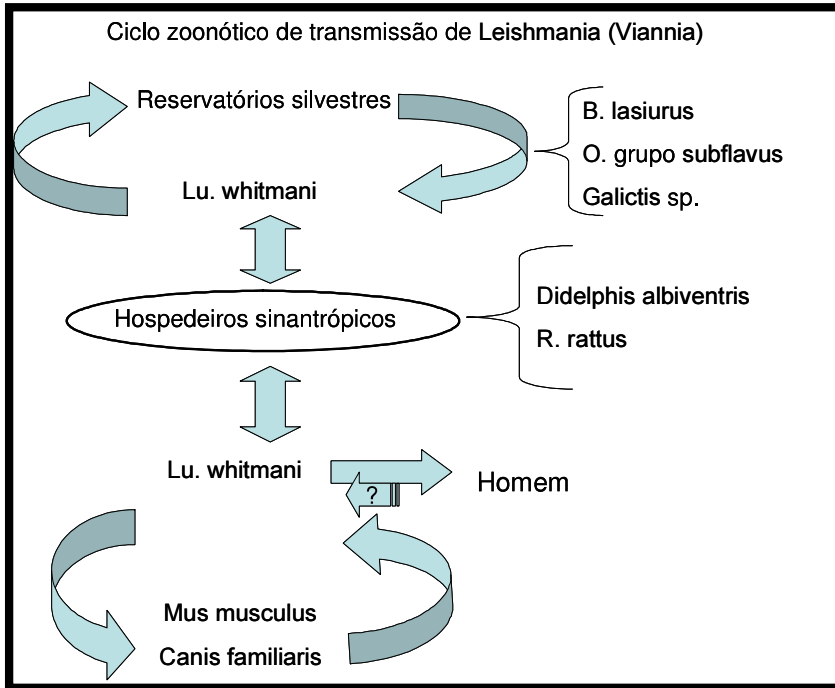 Ciclo zoonótico de transmissão de Leishmania (Viannia)
Reservatórios silvestres
B. lasiurus
O. grupo subflavus
Galictis sp.
Lu. whitmani
Hospedeiros sinantrópicos
Didelphis albiventris
R. rattus
Lu. whitmani
?
Homem
Mus musculus
Canis familiaris